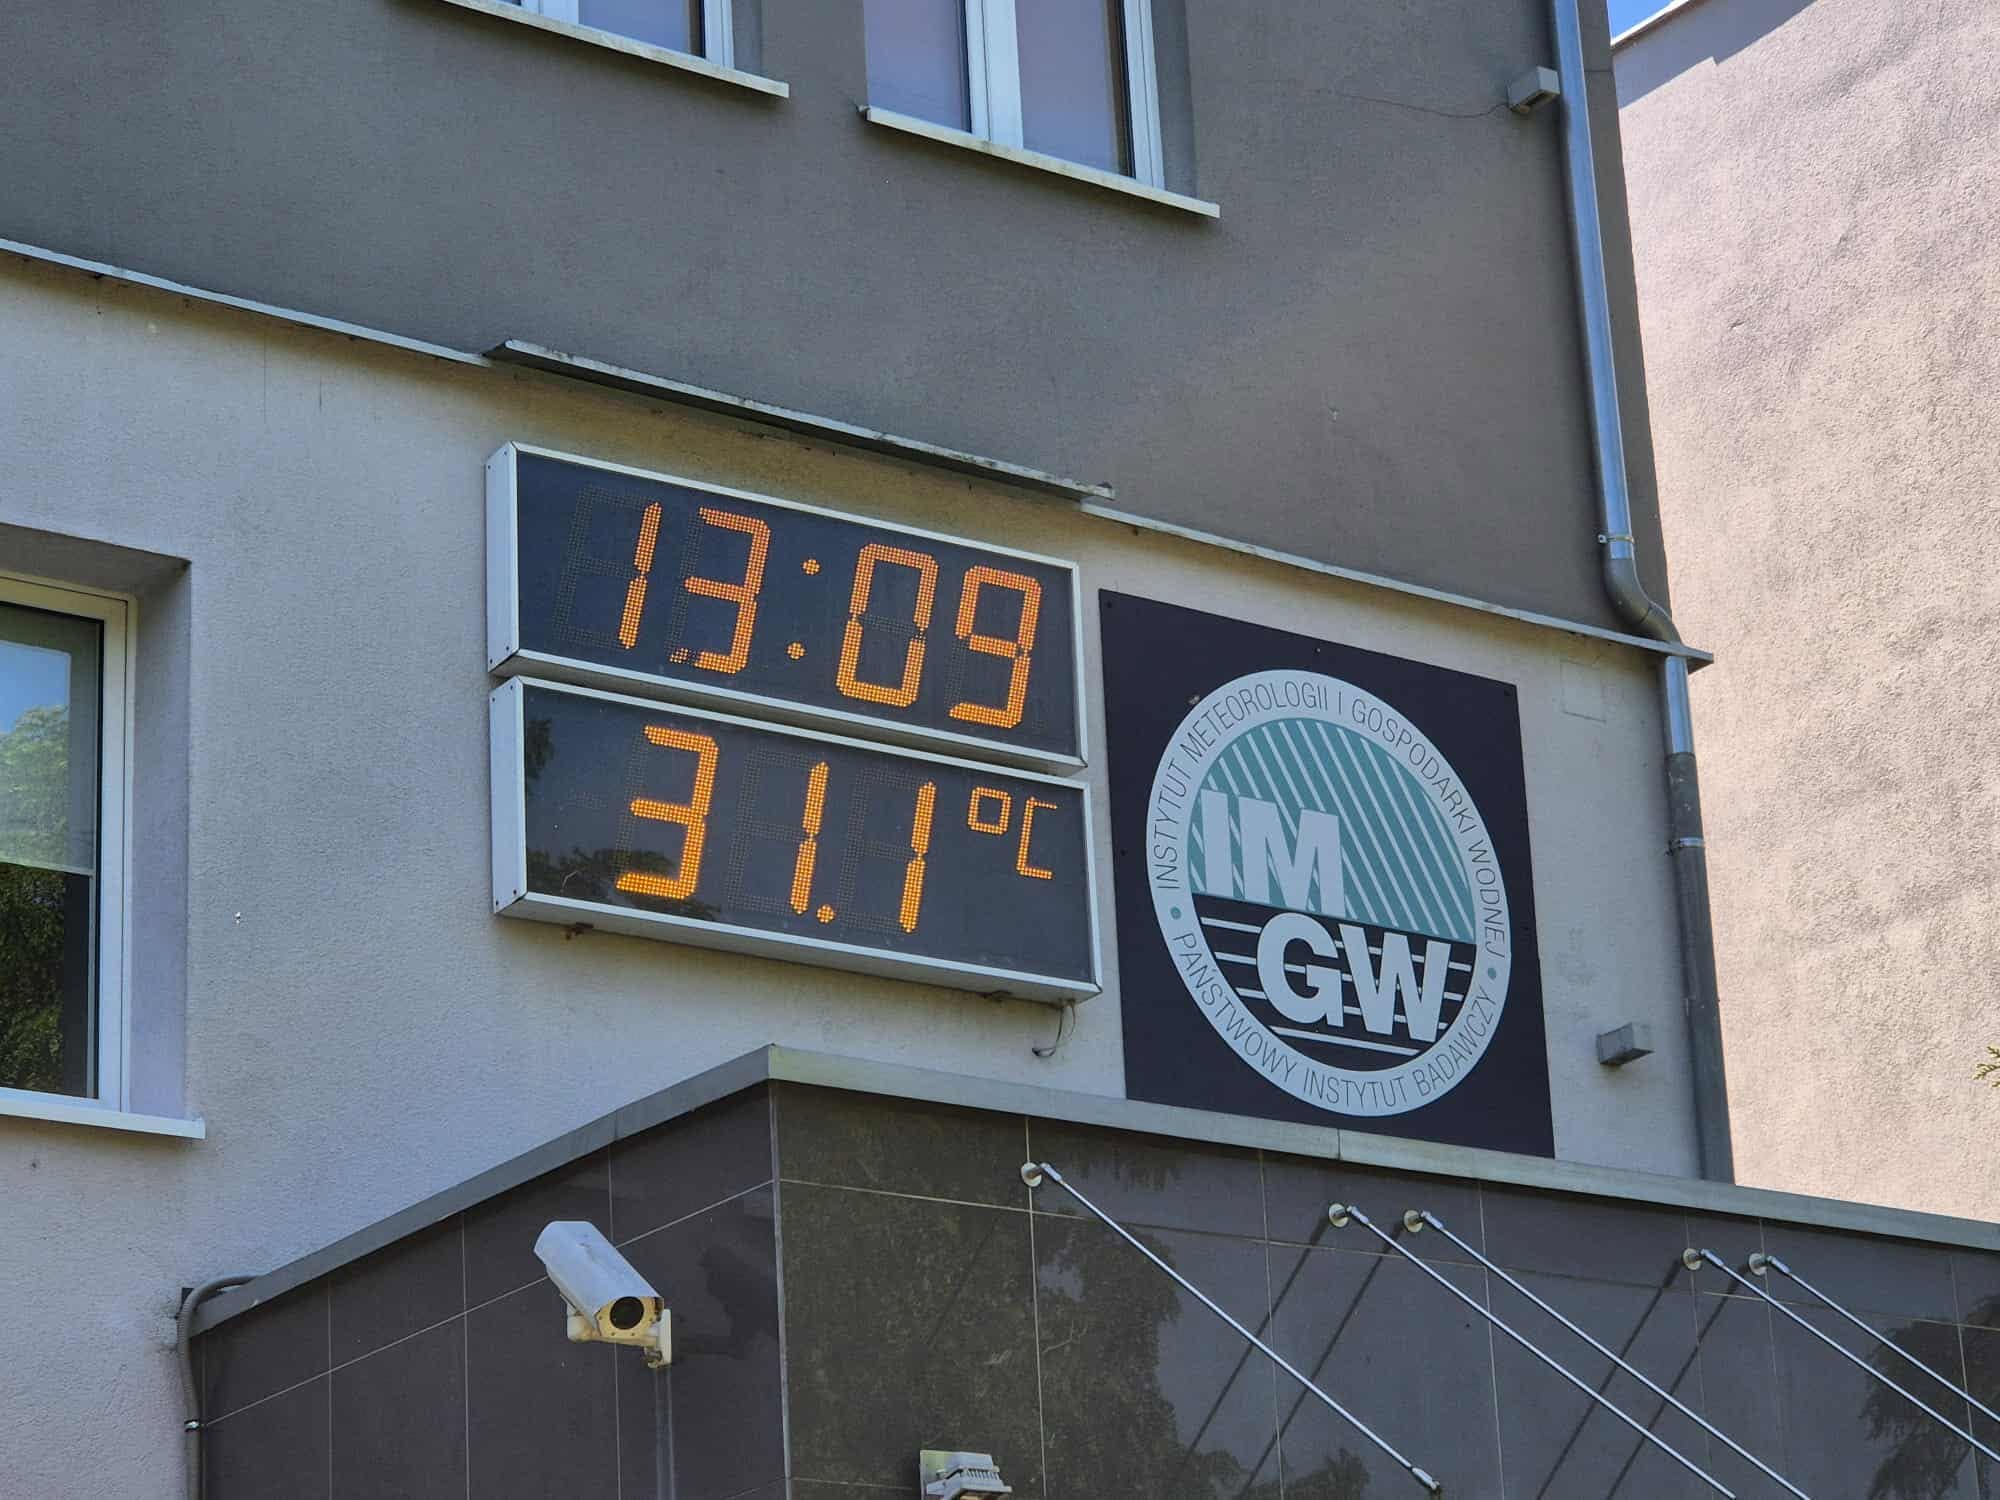 13:09
31.1°C
INSTYTUT METEOROLOGII I GOSPODARKI WODNEJ
IM
GW
PAŃSTWOWY INSTYTUT BADAWCZY